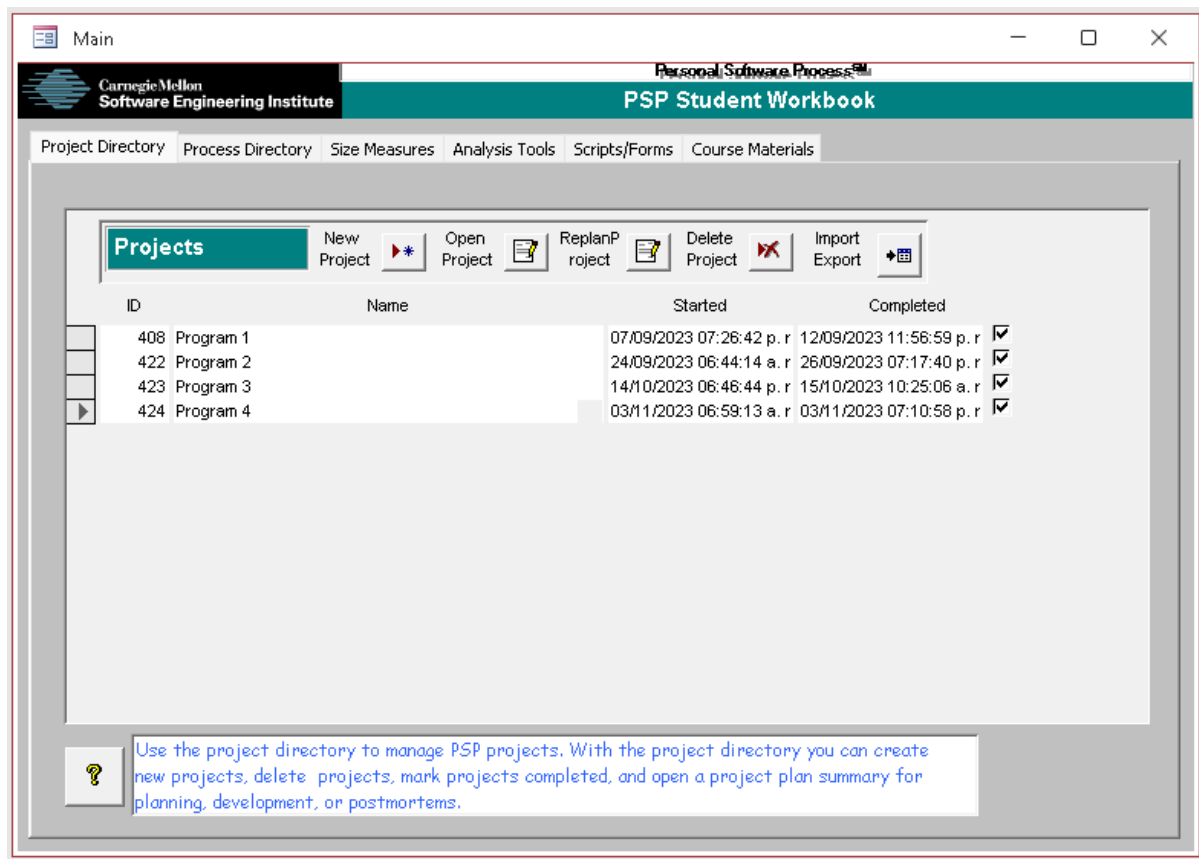 Main
Personal Software Process℠
Carnegie Mellon
Software Engineering Institute
PSP Student Workbook
Project Directory Process Directory Size Measures Analysis Tools Scripts/Forms Course Materials
Projects
New Project
Open Project
ReplanP roject
Delete Project
Import Export
ID Name Started Completed
408 Program 1 07/09/2023 07:26:42 p. r 12/09/2023 11:56:59 p. r
422 Program 2 24/09/2023 06:44:14 a. r 26/09/2023 07:17:40 p. r
423 Program 3 14/10/2023 06:46:44 p. r 15/10/2023 10:25:06 a. r
424 Program 4 03/11/2023 06:59:13 a. r 03/11/2023 07:10:58 p. r
?
Use the project directory to manage PSP projects. With the project directory you can create
new projects, delete projects, mark projects completed, and open a project plan summary for
planning, development, or postmortems.